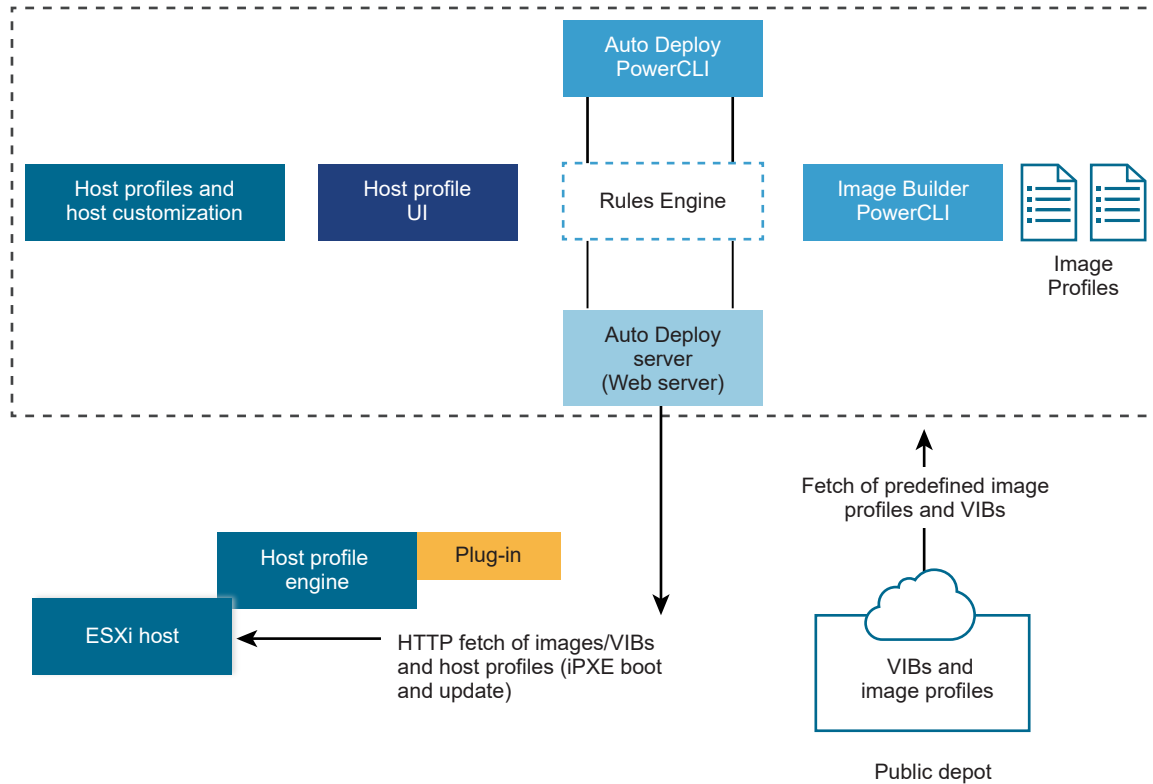 Auto Deploy
PowerCLI
Host profiles and
host customization
Host profile
UI
Rules Engine
Image Builder
PowerCLI
Image
Profiles
Auto Deploy
server
(Web server)
Fetch of predefined image
profiles and VIBs
Host profile
engine
Plug-in
ESXi host
HTTP fetch of images/VIBs
and host profiles (iPXE boot
and update)
VIBs and
image profiles
Public depot